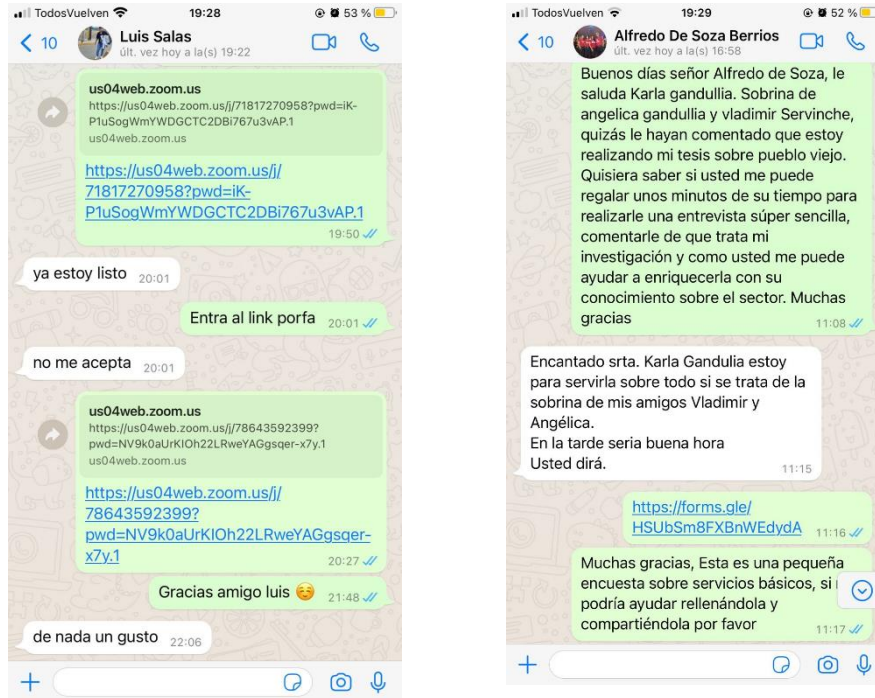 TodosVuelven 19:28 53 %
10 Luis Salas
últ. vez hoy a la(s) 19:22
us04web.zoom.us
https://us04web.zoom.us/j/71817270958?pwd=iK-
P1uSogWmYWDGCTC2DBi767u3vAP.1
us04web.zoom.us
https://us04web.zoom.us/j/
71817270958?pwd=iK-
P1uSogWmYWDGCTC2DBi767u3vAP.1
19:50
ya estoy listo 20:01
Entra al link porfa 20:01
no me acepta 20:01
us04web.zoom.us
https://us04web.zoom.us/j/78643592399?
pwd=NV9k0aUrKIOh22LRweYAGgsqer-x7y.1
us04web.zoom.us
https://us04web.zoom.us/j/
78643592399?
pwd=NV9k0aUrKIOh22LRweYAGgsqer-
x7y.1
20:27
Gracias amigo luis ☺️ 21:48
de nada un gusto 22:06
TodosVuelven 19:29 52 %
10 Alfredo De Soza Berrios
últ. vez hoy a la(s) 16:58
Buenos días señor Alfredo de Soza, le
saluda Karla gandullia. Sobrina de
angelica gandullia y vladimir Servinche,
quizás le hayan comentado que estoy
realizando mi tesis sobre pueblo viejo.
Quisiera saber si usted me puede
regalar unos minutos de su tiempo para
realizarle una entrevista súper sencilla,
comentarle de que trata mi
investigación y como usted me puede
ayudar a enriquecerla con su
conocimiento sobre el sector. Muchas
gracias 11:08
Encantado srta. Karla Gandulia estoy
para servirla sobre todo si se trata de la
sobrina de mis amigos Vladimir y
Angélica.
En la tarde seria buena hora
Usted dirá.
11:15
https://forms.gle/
HSUbSm8FXBnWEdydA 11:16
Muchas gracias, Esta es una pequeña
encuesta sobre servicios básicos, si
podría ayudar rellenándola y
compartiéndola por favor 11:17